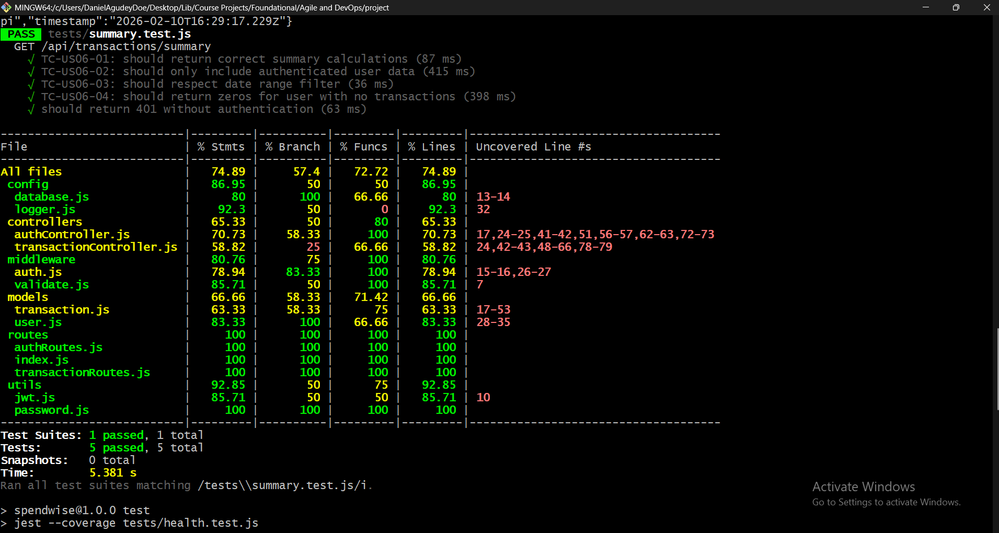 MINGW64:/c/Users/DanielAgudeyDoe/Desktop/Lib/Course Projects/Foundational/Agile and DevOps/project
pi","timestamp":"2026-02-10T16:29:17.229Z"}
PASS tests/summary.test.js
GET /api/transactions/summary
√ TC-US06-01: should return correct summary calculations (87 ms)
√ TC-US06-02: should only include authenticated user data (415 ms)
√ TC-US06-03: should respect date range filter (36 ms)
√ TC-US06-04: should return zeros for user with no transactions (398 ms)
√ should return 401 without authentication (63 ms)
---------------------------|---------|----------|---------|---------|-------------------------------------
File | % Stmts | % Branch | % Funcs | % Lines | Uncovered Line #s
---------------------------|---------|----------|---------|---------|-------------------------------------
All files | 74.89 | 57.4 | 72.72 | 74.89 |
config | 86.95 | 50 | 50 | 86.95 |
database.js | 80 | 100 | 66.66 | 80 | 13-14
logger.js | 92.3 | 50 | 0 | 92.3 | 32
controllers | 65.33 | 50 | 80 | 65.33 |
authController.js | 70.73 | 58.33 | 100 | 70.73 | 17,24-25,41-42,51,56-57,62-63,72-73
transactionController.js | 58.82 | 25 | 66.66 | 58.82 | 24,42-43,48-66,78-79
middleware | 80.76 | 75 | 100 | 80.76 |
auth.js | 78.94 | 83.33 | 100 | 78.94 | 15-16,26-27
validate.js | 85.71 | 50 | 100 | 85.71 | 7
models | 66.66 | 58.33 | 71.42 | 66.66 |
transaction.js | 63.33 | 58.33 | 75 | 63.33 | 17-53
user.js | 83.33 | 100 | 66.66 | 83.33 | 28-35
routes | 100 | 100 | 100 | 100 |
authRoutes.js | 100 | 100 | 100 | 100 |
index.js | 100 | 100 | 100 | 100 |
transactionRoutes.js | 100 | 100 | 100 | 100 |
utils | 92.85 | 50 | 75 | 92.85 |
jwt.js | 85.71 | 50 | 50 | 85.71 | 10
password.js | 100 | 100 | 100 | 100 |
---------------------------|---------|----------|---------|---------|-------------------------------------
Test Suites: 1 passed, 1 total
Tests: 5 passed, 5 total
Snapshots: 0 total
Time: 5.381 s
Ran all test suites matching /tests\\summary.test.js/i.
> spendwise@1.0.0 test
> jest --coverage tests/health.test.js
Activate Windows
Go to Settings to activate Windows.